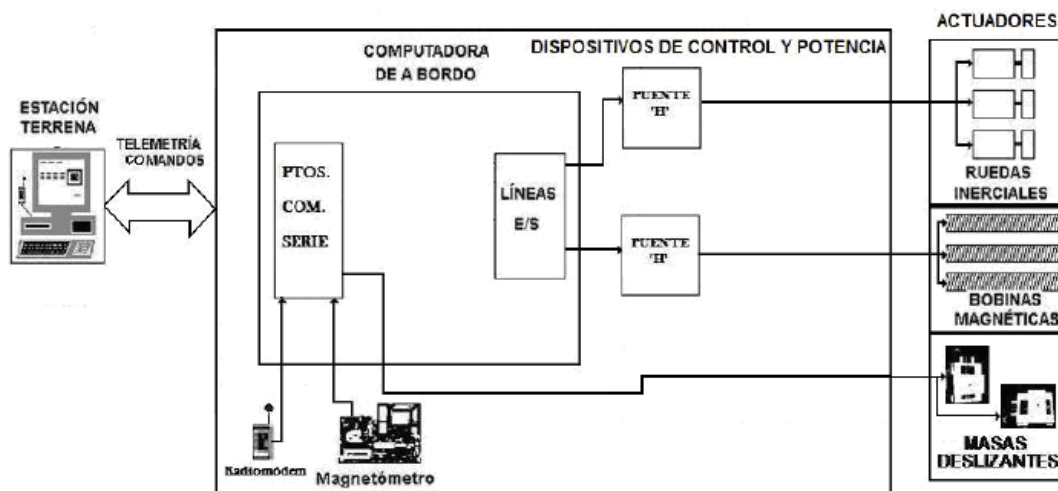 ACTUADORES
COMPUTADORA
DE A BORDO
DISPOSITIVOS DE CONTROL Y POTENCIA
ESTACIÓN
TERRENA
TELEMETRÍA
COMANDOS
PTOS.
COM.
SERIE
LÍNEAS
E/S
PUENTE
"H"
PUENTE
"H"
RUEDAS
INERCIALES
BOBINAS
MAGNÉTICAS
MASAS
DESLIZANTES
Radiomódem
Magnetómetro